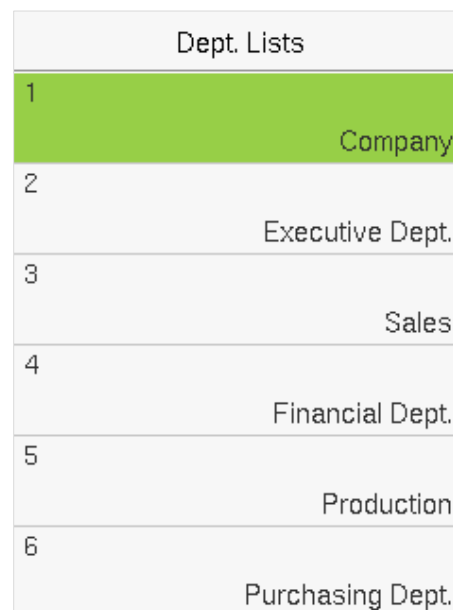 Dept. Lists
1
Company
2
Executive Dept.
3
Sales
4
Financial Dept.
5
Production
6
Purchasing Dept.